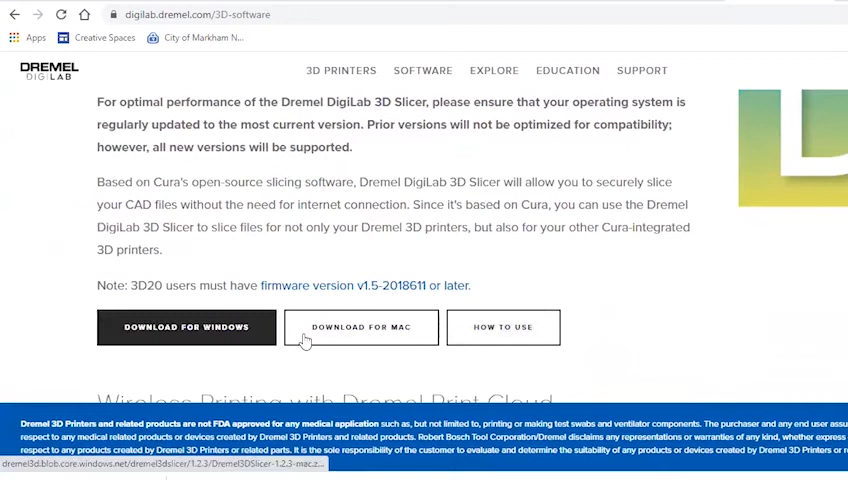 digilab.dremel.com/3D-software
Apps Creative Spaces City of Markham N...
DREMEL
DIGILAB
3D PRINTERS SOFTWARE EXPLORE EDUCATION SUPPORT
For optimal performance of the Dremel DigiLab 3D Slicer, please ensure that your operating system is
regularly updated to the most current version. Prior versions will not be optimized for compatibility;
however, all new versions will be supported.
Based on Cura's open-source slicing software, Dremel DigiLab 3D Slicer will allow you to securely slice
your CAD files without the need for internet connection. Since it's based on Cura, you can use the Dremel
DigiLab 3D Slicer to slice files for not only your Dremel 3D printers, but also for your other Cura-integrated
3D printers.
Note: 3D20 users must have firmware version v1.5-2018611 or later.
DOWNLOAD FOR WINDOWS DOWNLOAD FOR MAC HOW TO USE
Wireless Printing with Dremel Print Cloud
Dremel 3D Printers and related products are not FDA approved for any medical application such as, but not limited to, printing or making test swabs and ventilator components. The purchaser and any end user assu
respect to any medical related products or devices created by Dremel 3D Printers and related products. Robert Bosch Tool Corporation/Dremel disclaims any representations or warranties of any kind, whether express
respect to any products created by Dremel 3D Printers or related parts. It is the sole responsibility of the customer to evaluate and determine the suitability of any products or devices created by Dremel 3D Printers for
dremel3d.blob.core.windows.net/dremel3dslicer/1.2.3/Dremel3DSlicer-1.2.3-mac.z...